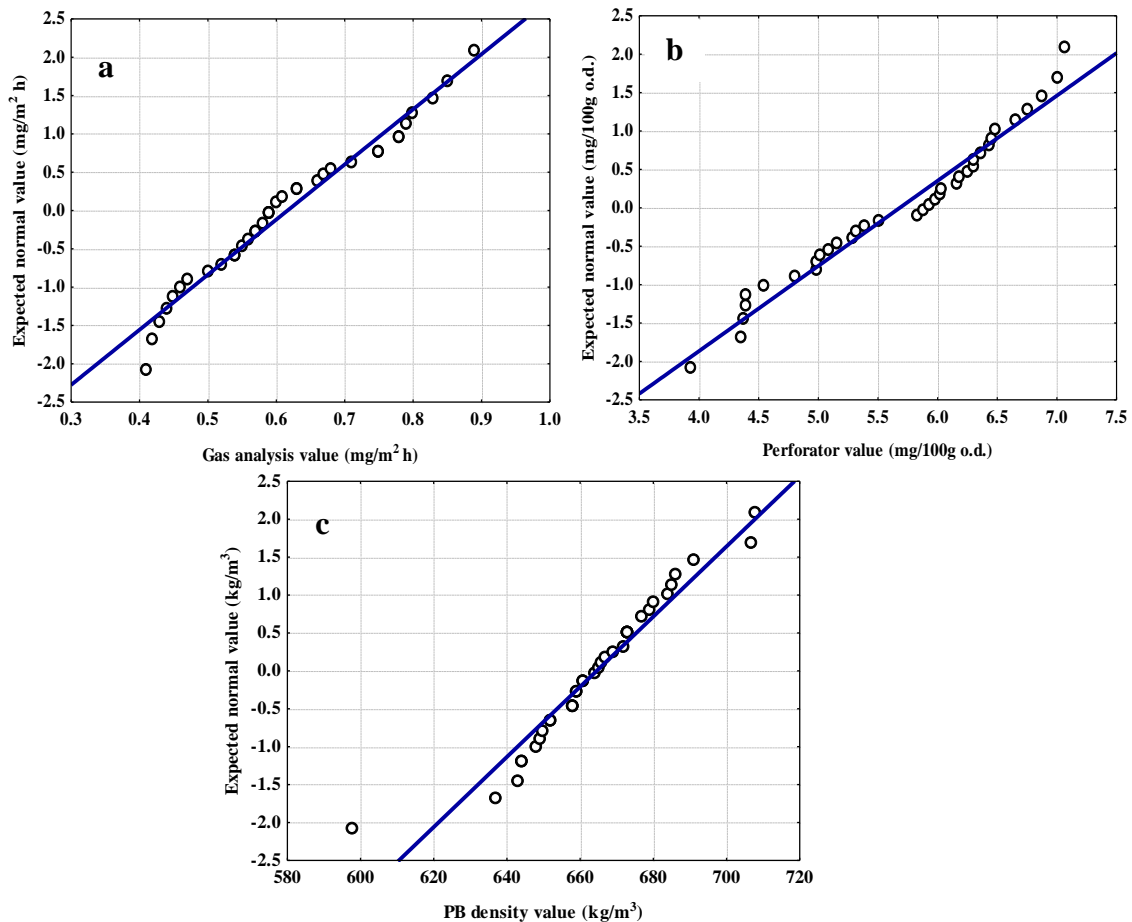 a
Expected normal value (mg/m² h)
2.5
2.0
1.5
1.0
0.5
0.0
-0.5
-1.0
-1.5
-2.0
-2.5
0.3 0.4 0.5 0.6 0.7 0.8 0.9 1.0
Gas analysis value (mg/m² h)
b
Expected normal value (mg/100g o.d.)
2.5
2.0
1.5
1.0
0.5
0.0
-0.5
-1.0
-1.5
-2.0
-2.5
3.5 4.0 4.5 5.0 5.5 6.0 6.5 7.0 7.5
Perforator value (mg/100g o.d.)
c
Expected normal value (kg/m³)
2.5
2.0
1.5
1.0
0.5
0.0
-0.5
-1.0
-1.5
-2.0
-2.5
580 600 620 640 660 680 700 720
PB density value (kg/m³)